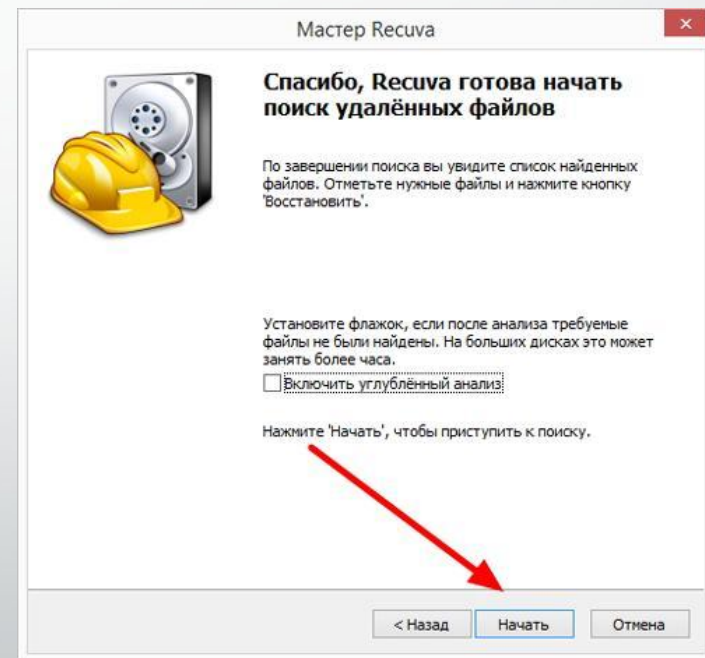 Мастер Recuva
Спасибо, Recuva готова начать
поиск удалённых файлов
По завершении поиска вы увидите список найденных
файлов. Отметьте нужные файлы и нажмите кнопку
'Восстановить'.
Установите флажок, если после анализа требуемые
файлы не были найдены. На больших дисках это может
занять более часа.
Включить углублённый анализ
Нажмите 'Начать', чтобы приступить к поиску.
< Назад Начать Отмена